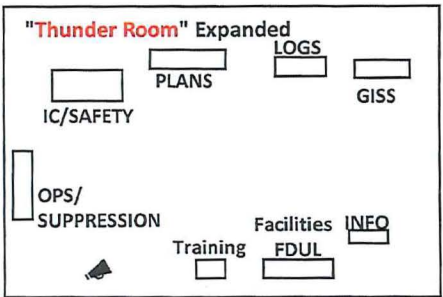 "Thunder Room" Expanded
LOGS
PLANS
GISS
IC/SAFETY
OPS/
SUPPRESSION
Facilities INFO
Training FDUL